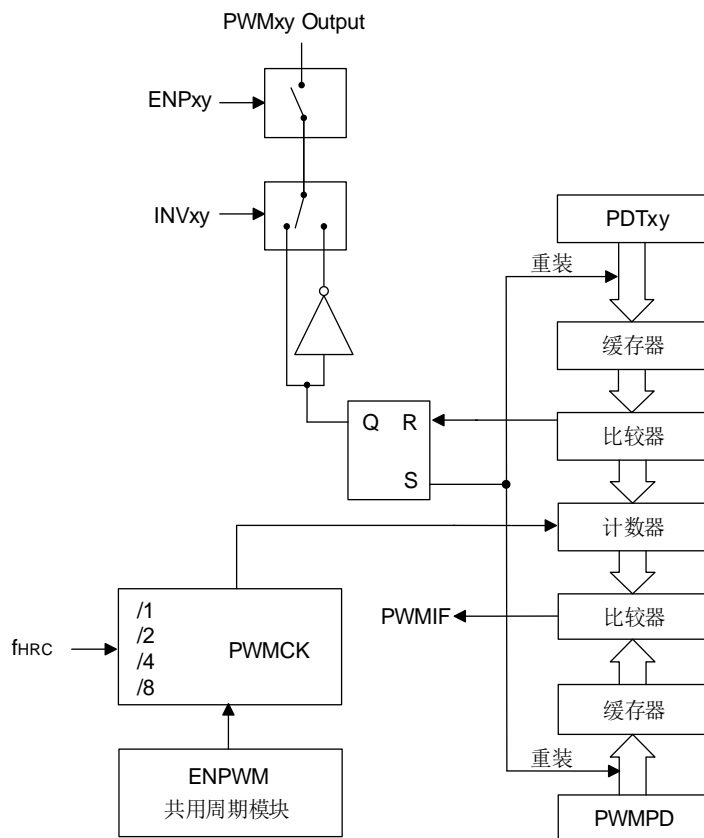 PWMxy Output
ENPxy
INVxy
PDTxy
重装
缓存器
Q R
S
比较器
计数器
/1
/2
/4
/8
PWMCK
fHRC
PWMIF
比较器
缓存器
ENPWM
共用周期模块
重装
PWMPD